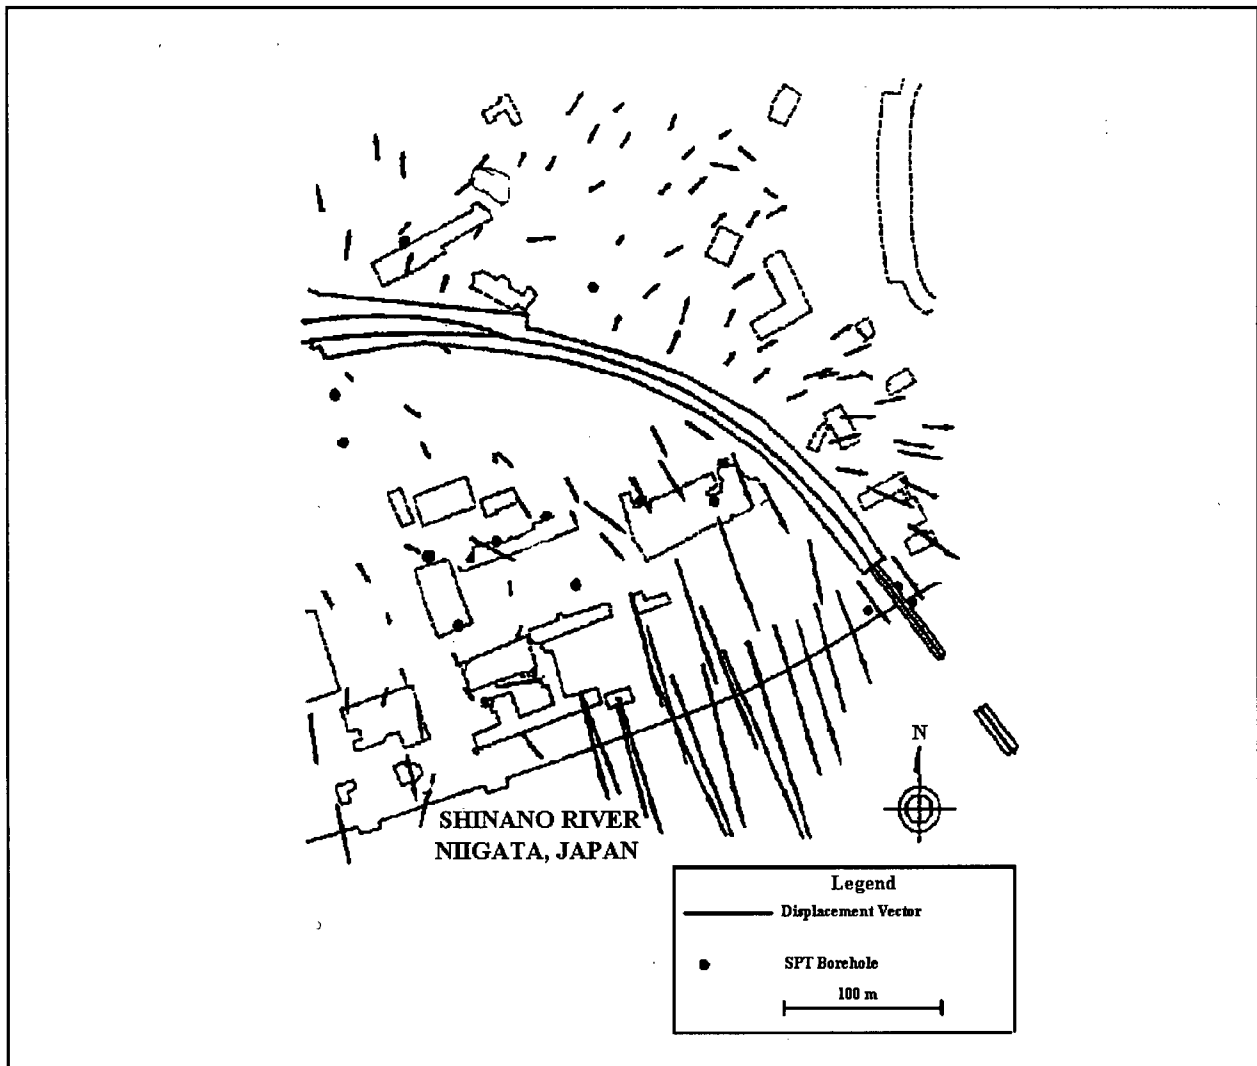 N
SHINANO RIVER
NIIGATA, JAPAN
Legend
Displacement Vector
SPT Borehole
100 m